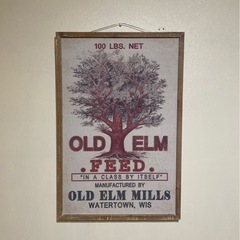 100 LBS. NET
OLD ELM
.FEED.
"IN A CLASS BY ITSELF"
MANUFACTURED BY
OLD ELM MILLS
WATERTOWN, WIS